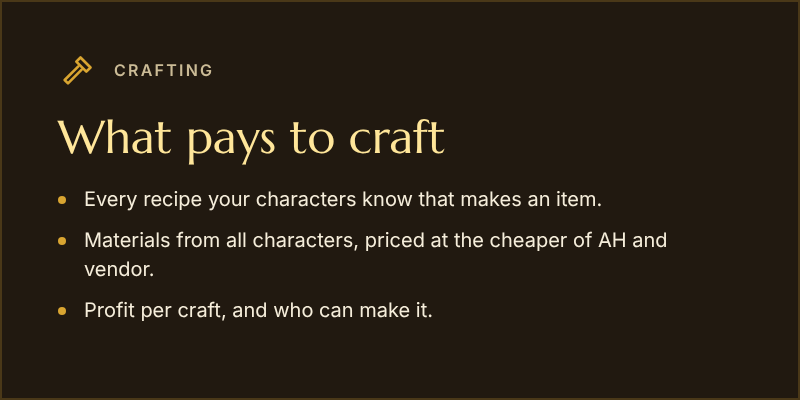 CRAFTING
What pays to craft
Every recipe your characters know that makes an item.
Materials from all characters, priced at the cheaper of AH and
vendor.
Profit per craft, and who can make it.